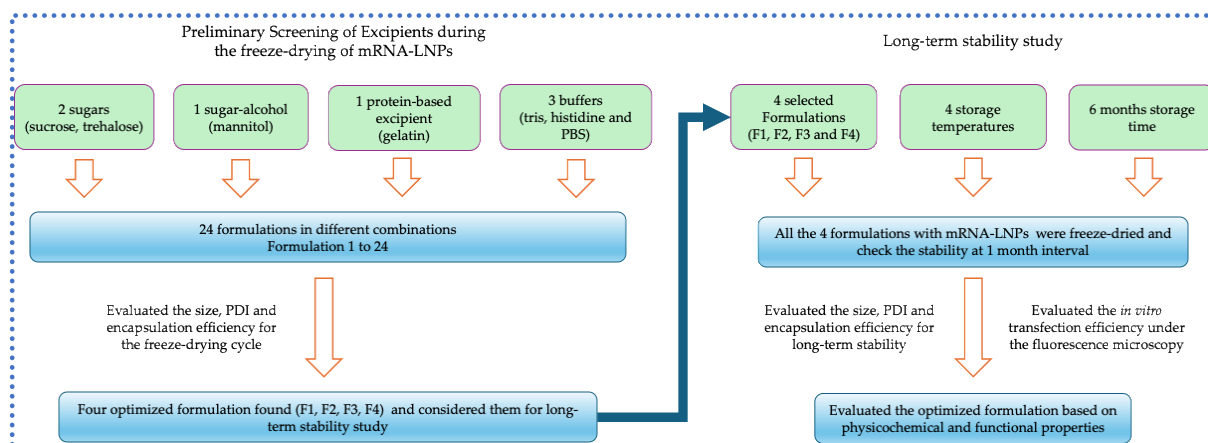 Preliminary Screening of Excipients during
the freeze-drying of mRNA-LNPs
2 sugars
(sucrose, trehalose)
1 sugar-alcohol
(mannitol)
1 protein-based
excipient
(gelatin)
3 buffers
(tris, histidine and
PBS)
24 formulations in different combinations
Formulation 1 to 24
Evaluated the size, PDI and
encapsulation efficiency for
the freeze-drying cycle
Four optimized formulation found (F1, F2, F3, F4) and considered them for long-
term stability study
Long-term stability study
4 selected
Formulations
(F1, F2, F3 and F4)
4 storage
temperatures
6 months storage
time
All the 4 formulations with mRNA-LNPs were freeze-dried and
check the stability at 1 month interval
Evaluated the size, PDI and
encapsulation efficiency for
long-term stability
Evaluated the in vitro
transfection efficiency under
the fluorescence microscopy
Evaluated the optimized formulation based on
physicochemical and functional properties